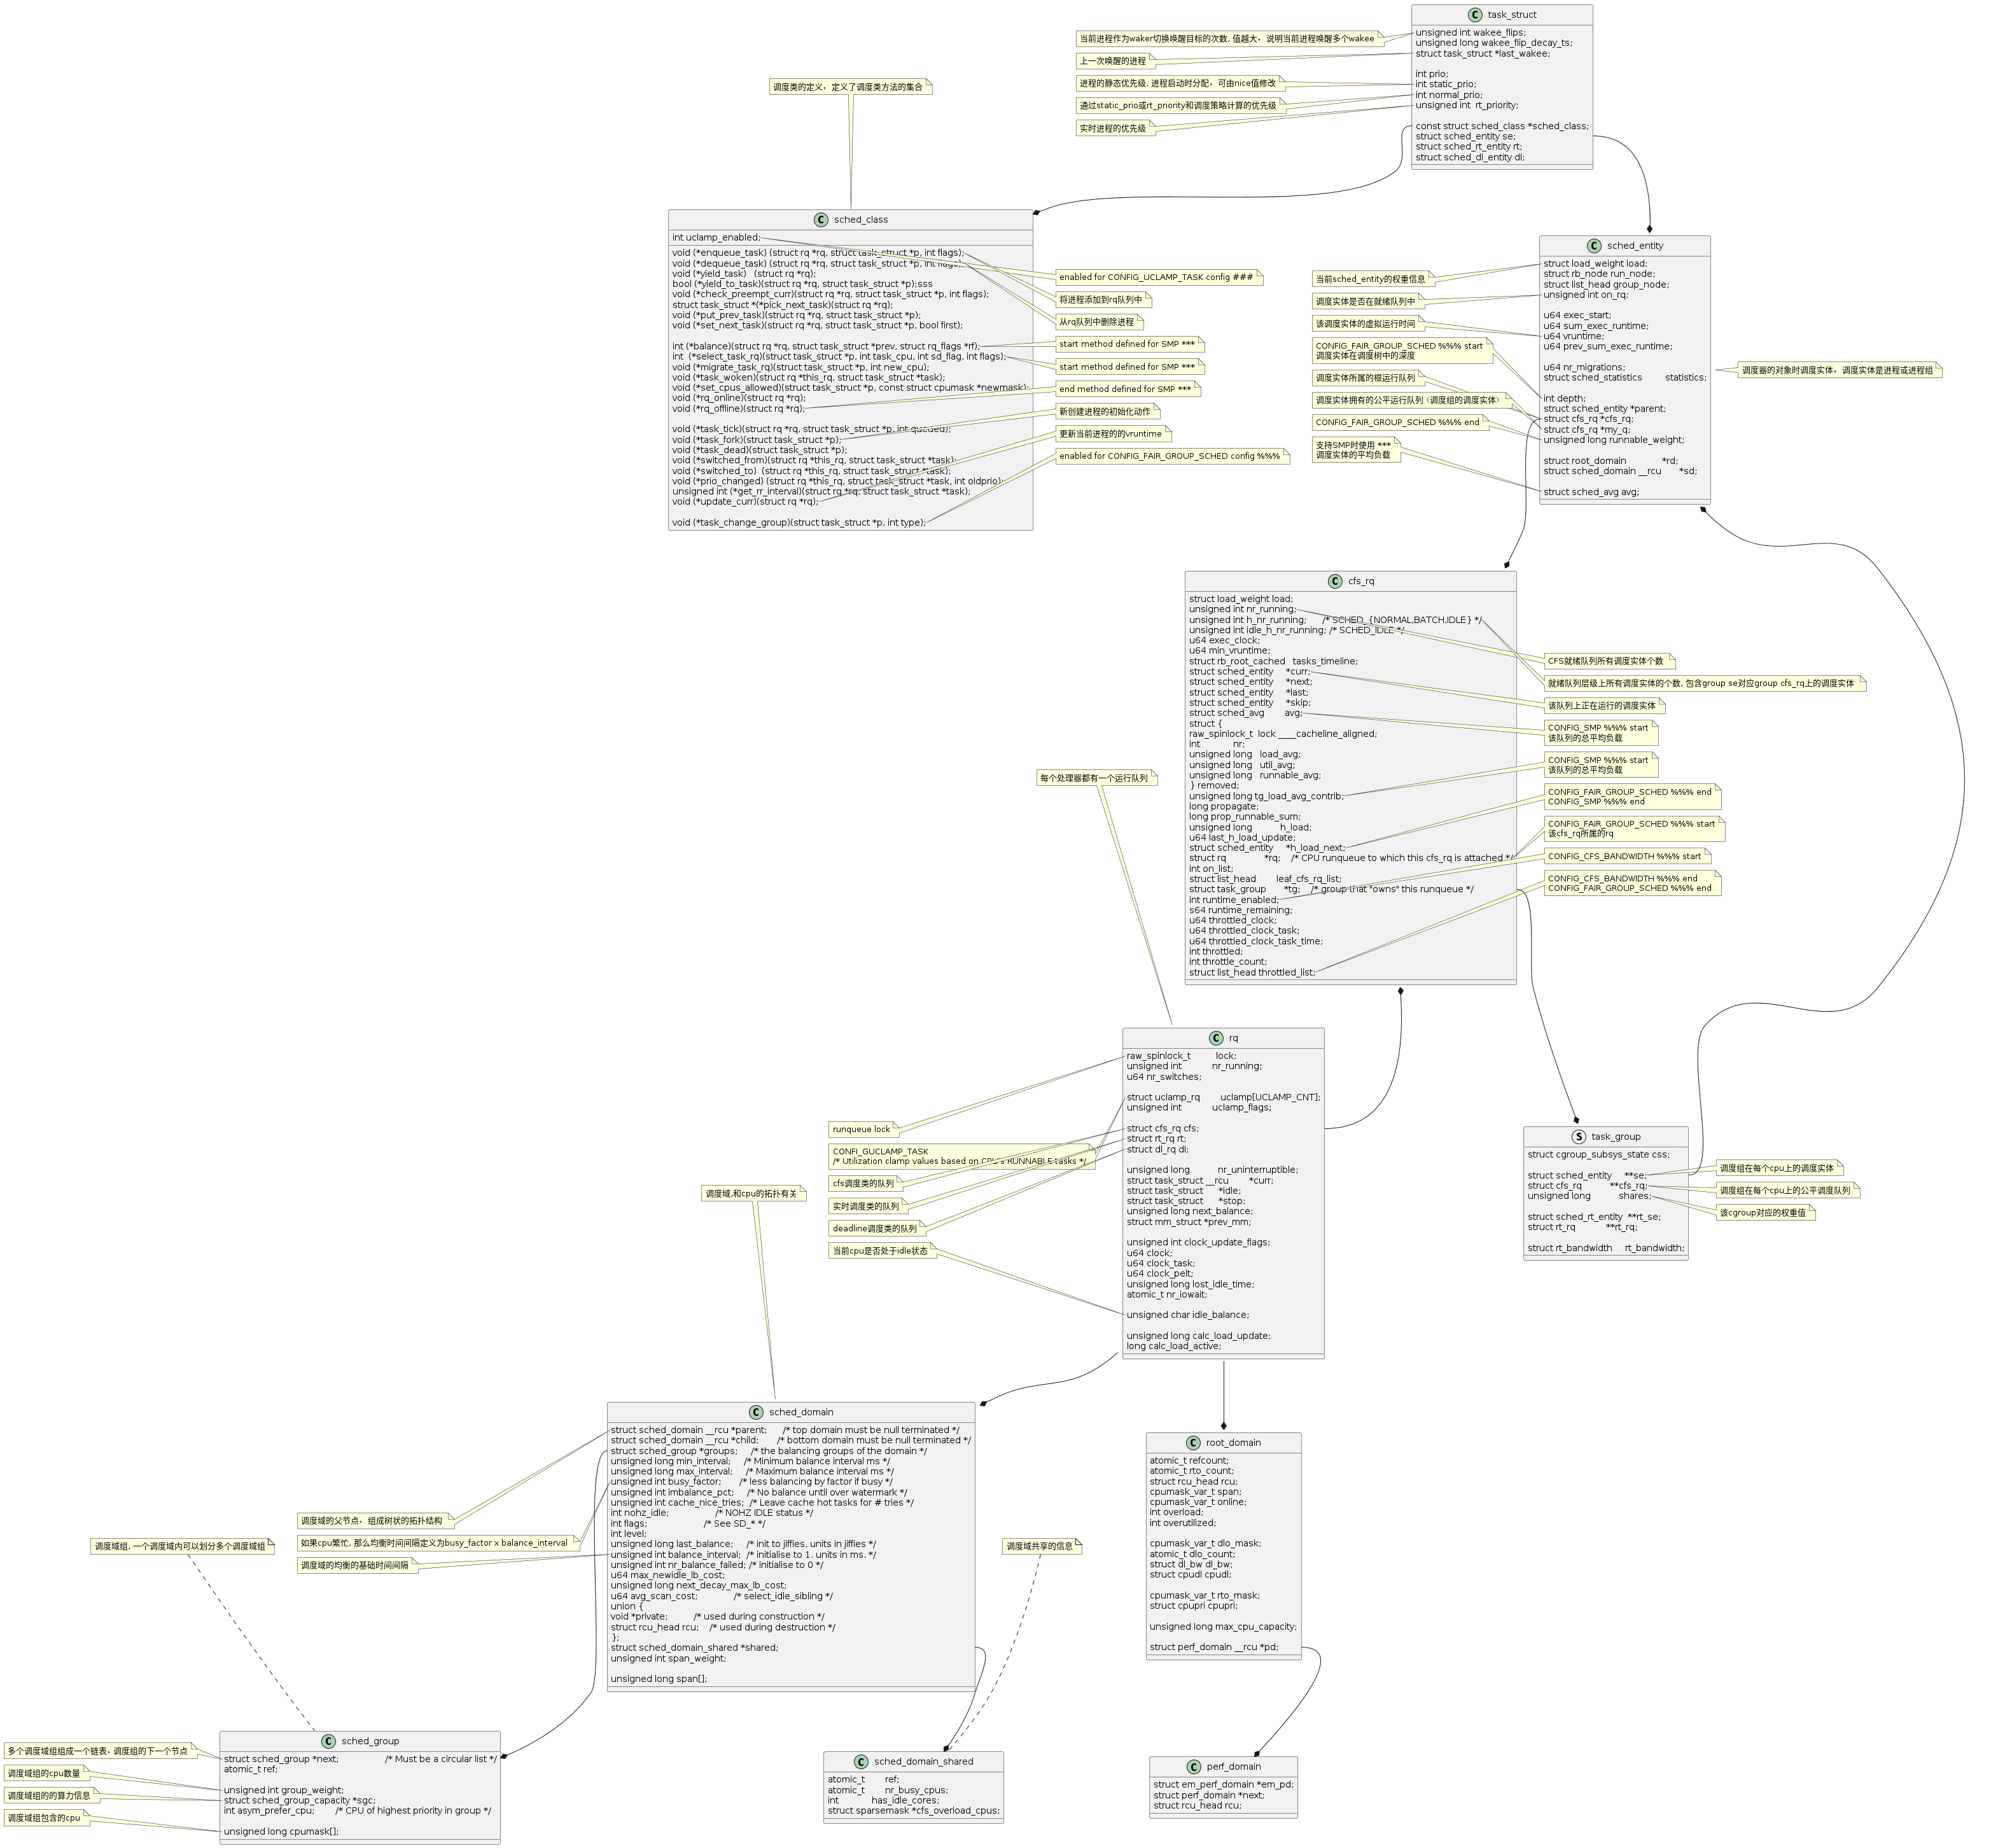 C task_struct
unsigned int wakee_flips;
unsigned long wakee_flip_decay_ts;
struct task_struct *last_wakee;
int prio;
int static_prio;
int normal_prio;
unsigned int  rt_priority;
const struct sched_class *sched_class;
struct sched_entity se;
struct sched_rt_entity rt;
struct sched_dl_entity dl;
当前进程作为waker切换唤醒目标的次数, 值越大，说明当前进程唤醒多个wakee
上一次唤醒的进程
进程的静态优先级, 进程启动时分配，可由nice值修改
通过static_prio或rt_priority和调度策略计算的优先级
实时进程的优先级
调度类的定义，定义了调度类方法的集合
C sched_class
int uclamp_enabled;
void (*enqueue_task) (struct rq *rq, struct task_struct *p, int flags);
void (*dequeue_task) (struct rq *rq, struct task_struct *p, int flags);
void (*yield_task)   (struct rq *rq);
bool (*yield_to_task)(struct rq *rq, struct task_struct *p);sss
void (*check_preempt_curr)(struct rq *rq, struct task_struct *p, int flags);
struct task_struct *(*pick_next_task)(struct rq *rq);
void (*put_prev_task)(struct rq *rq, struct task_struct *p);
void (*set_next_task)(struct rq *rq, struct task_struct *p, bool first);
int (*balance)(struct rq *rq, struct task_struct *prev, struct rq_flags *rf);
int  (*select_task_rq)(struct task_struct *p, int task_cpu, int sd_flag, int flags);
void (*migrate_task_rq)(struct task_struct *p, int new_cpu);
void (*task_woken)(struct rq *this_rq, struct task_struct *task);
void (*set_cpus_allowed)(struct task_struct *p, const struct cpumask *newmask);
void (*rq_online)(struct rq *rq);
void (*rq_offline)(struct rq *rq);
void (*task_tick)(struct rq *rq, struct task_struct *p, int queued);
void (*task_fork)(struct task_struct *p);
void (*task_dead)(struct task_struct *p);
void (*switched_from)(struct rq *this_rq, struct task_struct *task);
void (*switched_to)  (struct rq *this_rq, struct task_struct *task);
void (*prio_changed) (struct rq *this_rq, struct task_struct *task, int oldprio);
unsigned int (*get_rr_interval)(struct rq *rq, struct task_struct *task);
void (*update_curr)(struct rq *rq);
void (*task_change_group)(struct task_struct *p, int type);
enabled for CONFIG_UCLAMP_TASK config ###
将进程添加到rq队列中
从rq队列中删除进程
start method defined for SMP ***
start method defined for SMP ***
end method defined for SMP ***
新创建进程的初始化动作
更新当前进程的的vruntime
enabled for CONFIG_FAIR_GROUP_SCHED config %%%
C sched_entity
struct load_weight load;
struct rb_node run_node;
struct list_head group_node;
unsigned int on_rq;
u64 exec_start;
u64 sum_exec_runtime;
u64 vruntime;
u64 prev_sum_exec_runtime;
u64 nr_migrations;
struct sched_statistics         statistics;
int depth;
struct sched_entity *parent;
struct cfs_rq *cfs_rq;
struct cfs_rq *my_q;
unsigned long runnable_weight;
struct root_domain              *rd;
struct sched_domain __rcu       *sd;
struct sched_avg avg;
当前sched_entity的权重信息
调度实体是否在就绪队列中
该调度实体的虚拟运行时间
CONFIG_FAIR_GROUP_SCHED %%% start
调度实体在调度树中的深度
调度实体所属的根运行队列
调度实体拥有的公平运行队列（调度组的调度实体）
CONFIG_FAIR_GROUP_SCHED %%% end
支持SMP时使用 ***
调度实体的平均负载
调度器的对象时调度实体，调度实体是进程或进程组
C cfs_rq
struct load_weight load;
unsigned int nr_running;
unsigned int h_nr_running;      /* SCHED_{NORMAL,BATCH,IDLE} */
unsigned int idle_h_nr_running; /* SCHED_IDLE */
u64 exec_clock;
u64 min_vruntime;
struct rb_root_cached   tasks_timeline;
struct sched_entity     *curr;
struct sched_entity     *next;
struct sched_entity     *last;
struct sched_entity     *skip;
struct sched_avg        avg;
struct {
raw_spinlock_t  lock ____cacheline_aligned;
int             nr;
unsigned long   load_avg;
unsigned long   util_avg;
unsigned long   runnable_avg;
} removed;
unsigned long tg_load_avg_contrib;
long propagate;
long prop_runnable_sum;
unsigned long           h_load;
u64 last_h_load_update;
struct sched_entity     *h_load_next;
struct rq               *rq;    /* CPU runqueue to which this cfs_rq is attached */
int on_list;
struct list_head        leaf_cfs_rq_list;
struct task_group       *tg;    /* group that "owns" this runqueue */
int runtime_enabled;
s64 runtime_remaining;
u64 throttled_clock;
u64 throttled_clock_task;
u64 throttled_clock_task_time;
int throttled;
int throttle_count;
struct list_head throttled_list;
CFS就绪队列所有调度实体个数
就绪队列层级上所有调度实体的个数, 包含group se对应group cfs_rq上的调度实体
该队列上正在运行的调度实体
CONFIG_SMP %%% start
该队列的总平均负载
CONFIG_SMP %%% start
该队列的总平均负载
CONFIG_FAIR_GROUP_SCHED %%% end
CONFIG_SMP %%% end
CONFIG_FAIR_GROUP_SCHED %%% start
该cfs_rq所属的rq
CONFIG_CFS_BANDWIDTH %%% start
CONFIG_CFS_BANDWIDTH %%% end
CONFIG_FAIR_GROUP_SCHED %%% end
每个处理器都有一个运行队列
C rq
raw_spinlock_t          lock;
unsigned int            nr_running;
u64 nr_switches;
struct uclamp_rq        uclamp[UCLAMP_CNT];
unsigned int            uclamp_flags;
struct cfs_rq cfs;
struct rt_rq rt;
struct dl_rq dl;
unsigned long           nr_uninterruptible;
struct task_struct __rcu        *curr;
struct task_struct      *idle;
struct task_struct      *stop;
unsigned long next_balance;
struct mm_struct *prev_mm;
unsigned int clock_update_flags;
u64 clock;
u64 clock_task;
u64 clock_pelt;
unsigned long lost_idle_time;
atomic_t nr_iowait;
unsigned char idle_balance;
unsigned long calc_load_update;
long calc_load_active;
runqueue lock
CONFI_GUCLAMP_TASK
/* Utilization clamp values based on CPU's RUNNABLE tasks */
cfs调度类的队列
实时调度类的队列
deadline调度类的队列
当前cpu是否处于idle状态
S task_group
struct cgroup_subsys_state css;
struct sched_entity     **se;
struct cfs_rq           **cfs_rq;
unsigned long           shares;
struct sched_rt_entity  **rt_se;
struct rt_rq            **rt_rq;
struct rt_bandwidth     rt_bandwidth;
调度组在每个cpu上的调度实体
调度组在每个cpu上的公平调度队列
该cgroup对应的权重值
调度域,和cpu的拓扑有关
C sched_domain
struct sched_domain __rcu *parent;      /* top domain must be null terminated */
struct sched_domain __rcu *child;       /* bottom domain must be null terminated */
struct sched_group *groups;     /* the balancing groups of the domain */
unsigned long min_interval;     /* Minimum balance interval ms */
unsigned long max_interval;     /* Maximum balance interval ms */
unsigned int busy_factor;       /* less balancing by factor if busy */
unsigned int imbalance_pct;     /* No balance until over watermark */
unsigned int cache_nice_tries;  /* Leave cache hot tasks for # tries */
int nohz_idle;                  /* NOHZ IDLE status */
int flags;                      /* See SD_* */
int level;
unsigned long last_balance;     /* init to jiffies. units in jiffies */
unsigned int balance_interval;  /* initialise to 1. units in ms. */
unsigned int nr_balance_failed; /* initialise to 0 */
u64 max_newidle_lb_cost;
unsigned long next_decay_max_lb_cost;
u64 avg_scan_cost;              /* select_idle_sibling */
union {
void *private;          /* used during construction */
struct rcu_head rcu;    /* used during destruction */
};
struct sched_domain_shared *shared;
unsigned int span_weight;
unsigned long span[];
调度域的父节点，组成树状的拓扑结构
如果cpu繁忙, 那么均衡时间间隔定义为busy_factor x balance_interval
调度域的均衡的基础时间间隔
C root_domain
atomic_t refcount;
atomic_t rto_count;
struct rcu_head rcu;
cpumask_var_t span;
cpumask_var_t online;
int overload;
int overutilized;
cpumask_var_t dlo_mask;
atomic_t dlo_count;
struct dl_bw dl_bw;
struct cpudl cpudl;
cpumask_var_t rto_mask;
struct cpupri cpupri;
unsigned long max_cpu_capacity;
struct perf_domain __rcu *pd;
调度域组, 一个调度域内可以划分多个调度域组
调度域共享的信息
C sched_group
struct sched_group *next;                  /* Must be a circular list */
atomic_t ref;
unsigned int group_weight;
struct sched_group_capacity *sgc;
int asym_prefer_cpu;        /* CPU of highest priority in group */
unsigned long cpumask[];
多个调度域组组成一个链表，调度组的下一个节点
调度域组的cpu数量
调度域组的的算力信息
调度域组包含的cpu
C sched_domain_shared
atomic_t        ref;
atomic_t        nr_busy_cpus;
int             has_idle_cores;
struct sparsemask *cfs_overload_cpus;
C perf_domain
struct em_perf_domain *em_pd;
struct perf_domain *next;
struct rcu_head rcu;